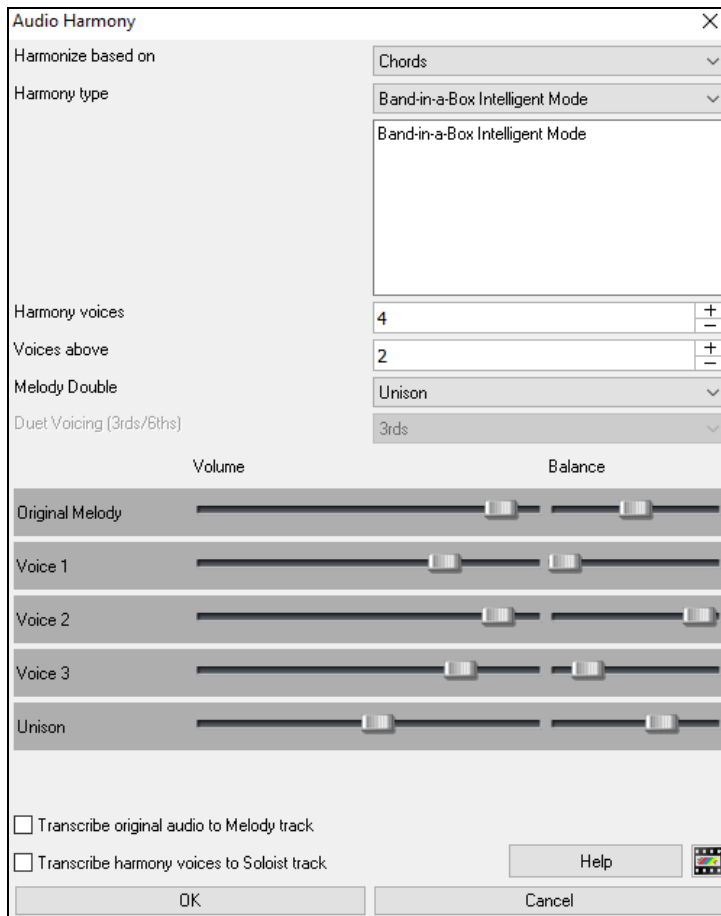 Audio Harmony
Harmonize based on
Chords
Harmony type
Band-in-a-Box Intelligent Mode
Band-in-a-Box Intelligent Mode
Harmony voices
4
Voices above
2
Melody Double
Unison
Duet Voicing (3rds/6ths)
3rds
Volume Balance
Original Melody
Voice 1
Voice 2
Voice 3
Unison
Transcribe original audio to Melody track
Transcribe harmony voices to Soloist track
Help
OK Cancel